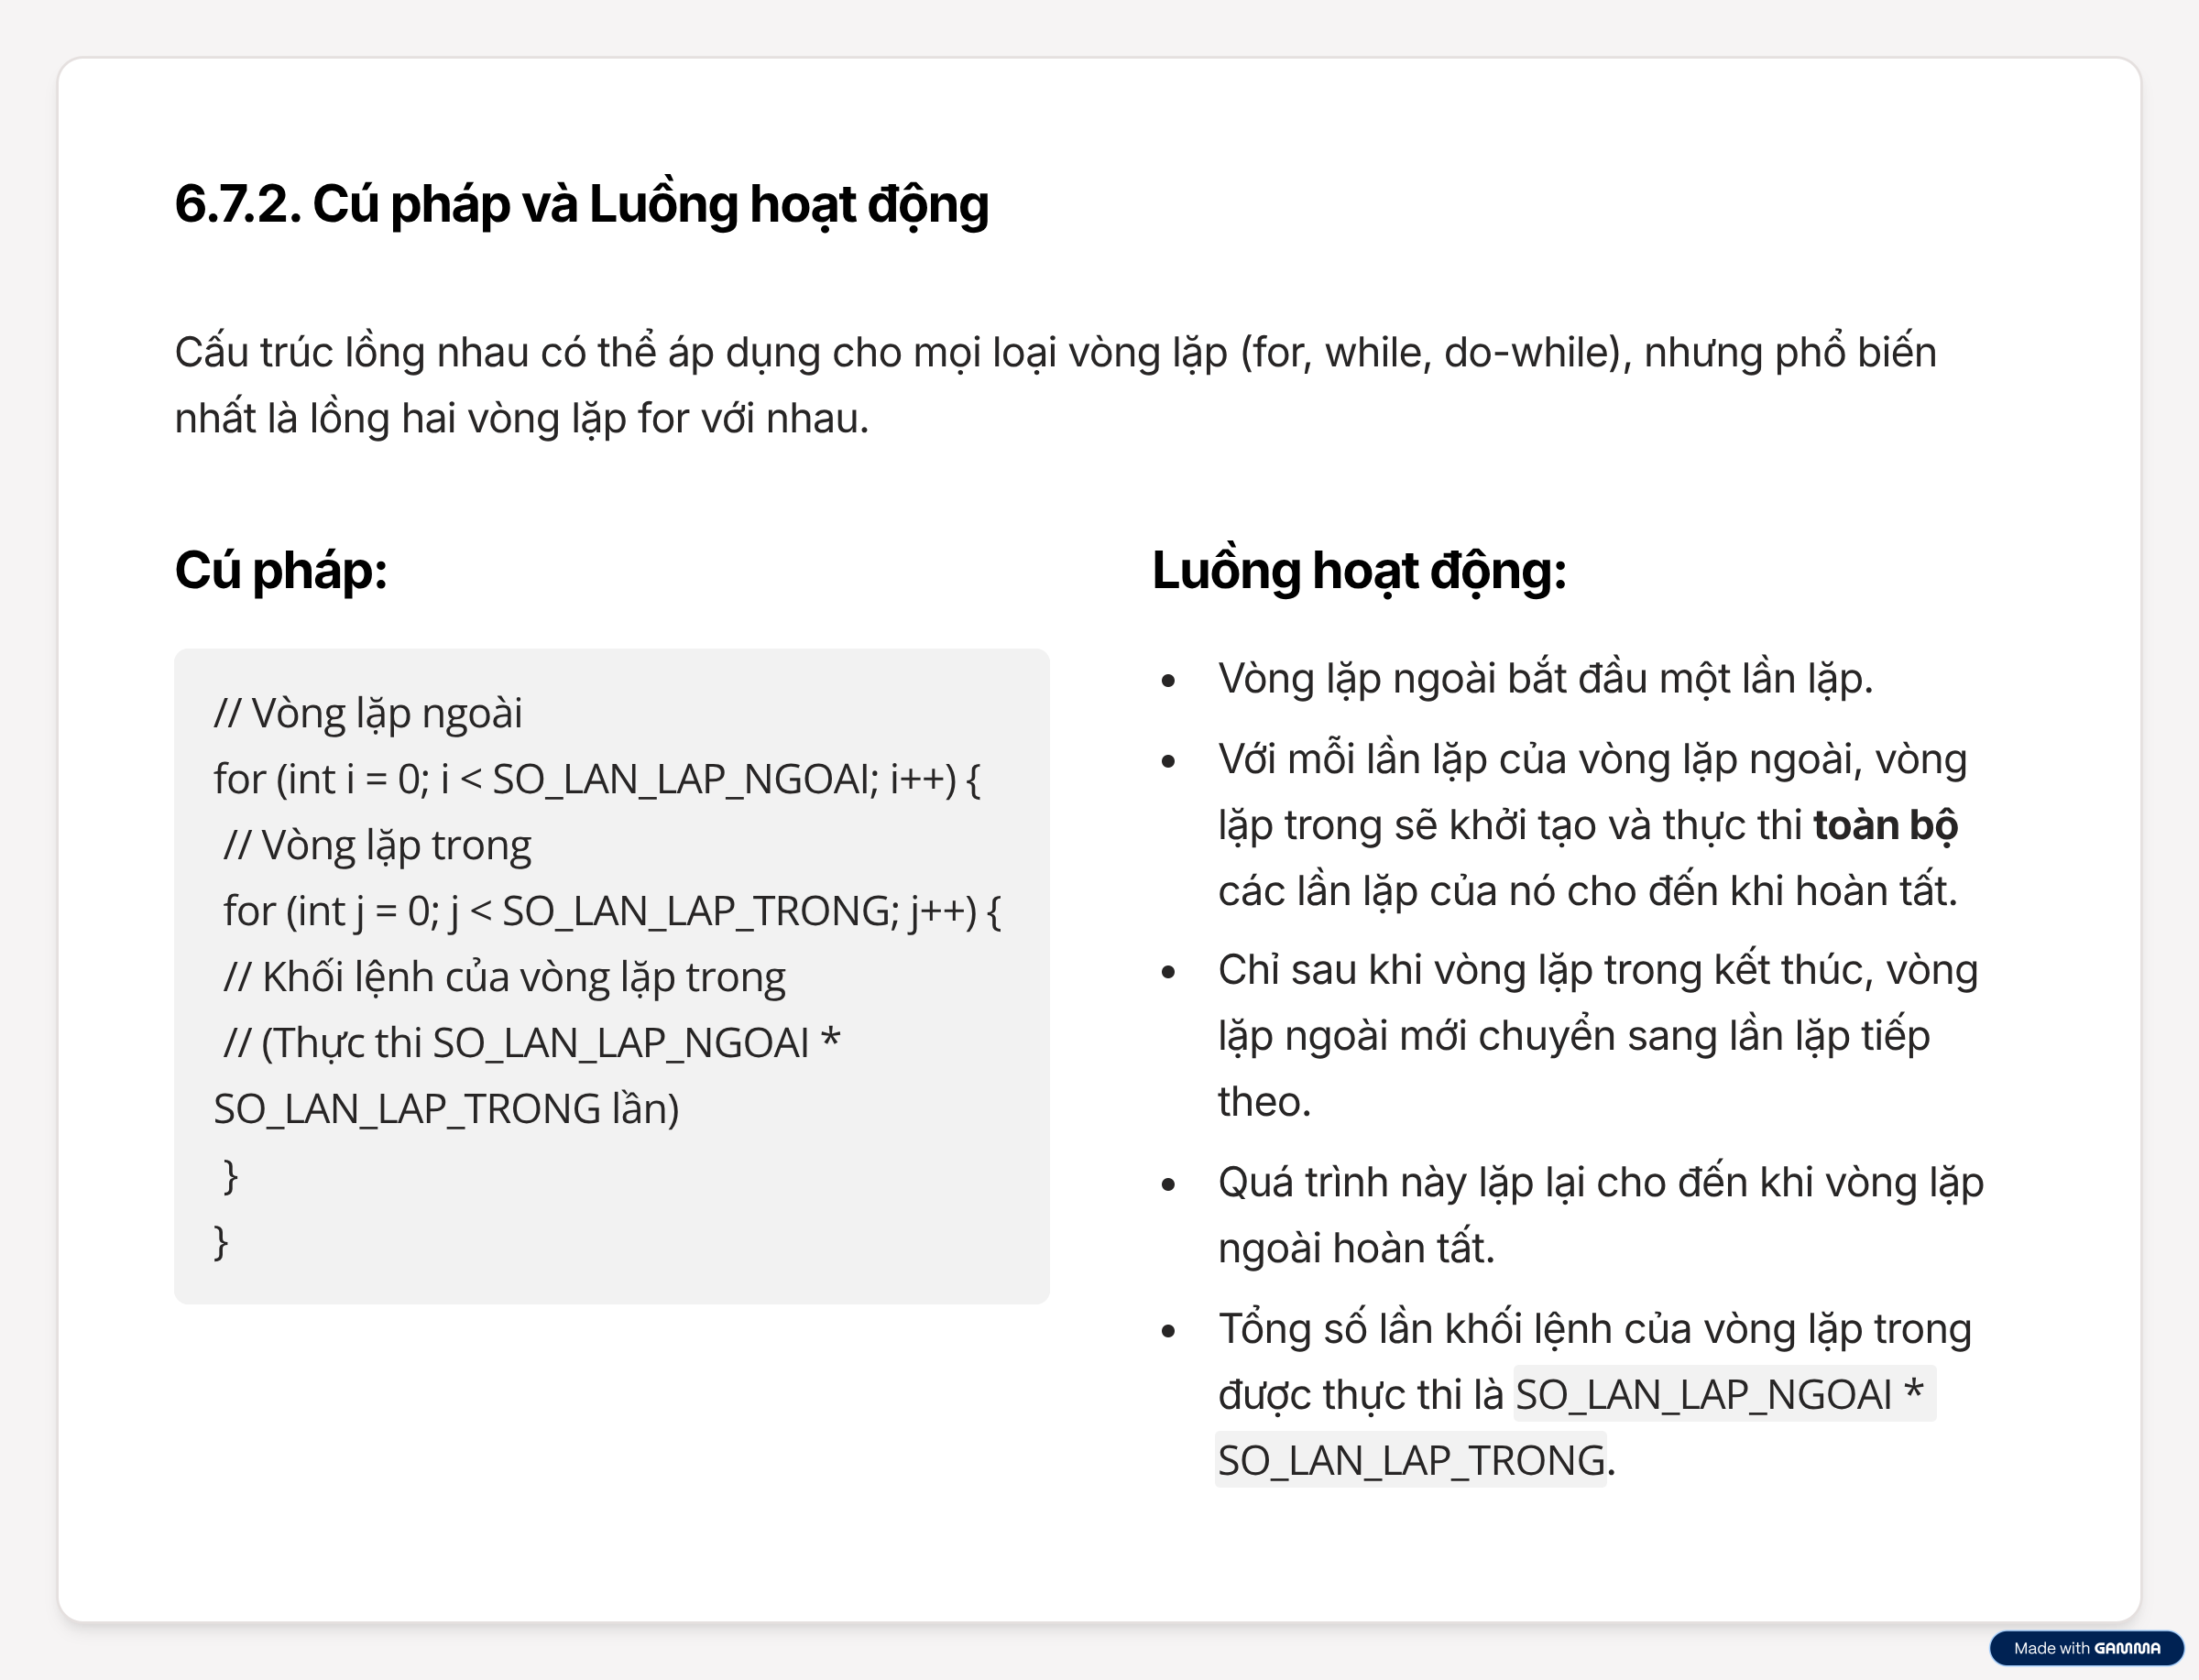 6.7.2. Cú pháp và Luồng hoạt động
Cấu trúc lồng nhau có thể áp dụng cho mọi loại vòng lặp (for, while, do-while), nhưng phổ biến
nhất là lồng hai vòng lặp for với nhau.
Cú pháp:
// Vòng lặp ngoài
for (int i = 0; i < SO_LAN_LAP_NGOAI; i++) {
// Vòng lặp trong
for (int j = 0; j < SO_LAN_LAP_TRONG; j++) {
// Khối lệnh của vòng lặp trong
// (Thực thi SO_LAN_LAP_NGOAI *
SO_LAN_LAP_TRONG lần)
}
}
Luồng hoạt động:
• Vòng lặp ngoài bắt đầu một lần lặp.
• Với mỗi lần lặp của vòng lặp ngoài, vòng
lặp trong sẽ khởi tạo và thực thi toàn bộ
các lần lặp của nó cho đến khi hoàn tất.
• Chỉ sau khi vòng lặp trong kết thúc, vòng
lặp ngoài mới chuyển sang lần lặp tiếp
theo.
• Quá trình này lặp lại cho đến khi vòng lặp
ngoài hoàn tất.
• Tổng số lần khối lệnh của vòng lặp trong
được thực thi là SO_LAN_LAP_NGOAI *
SO_LAN_LAP_TRONG.
Made with GAMMA